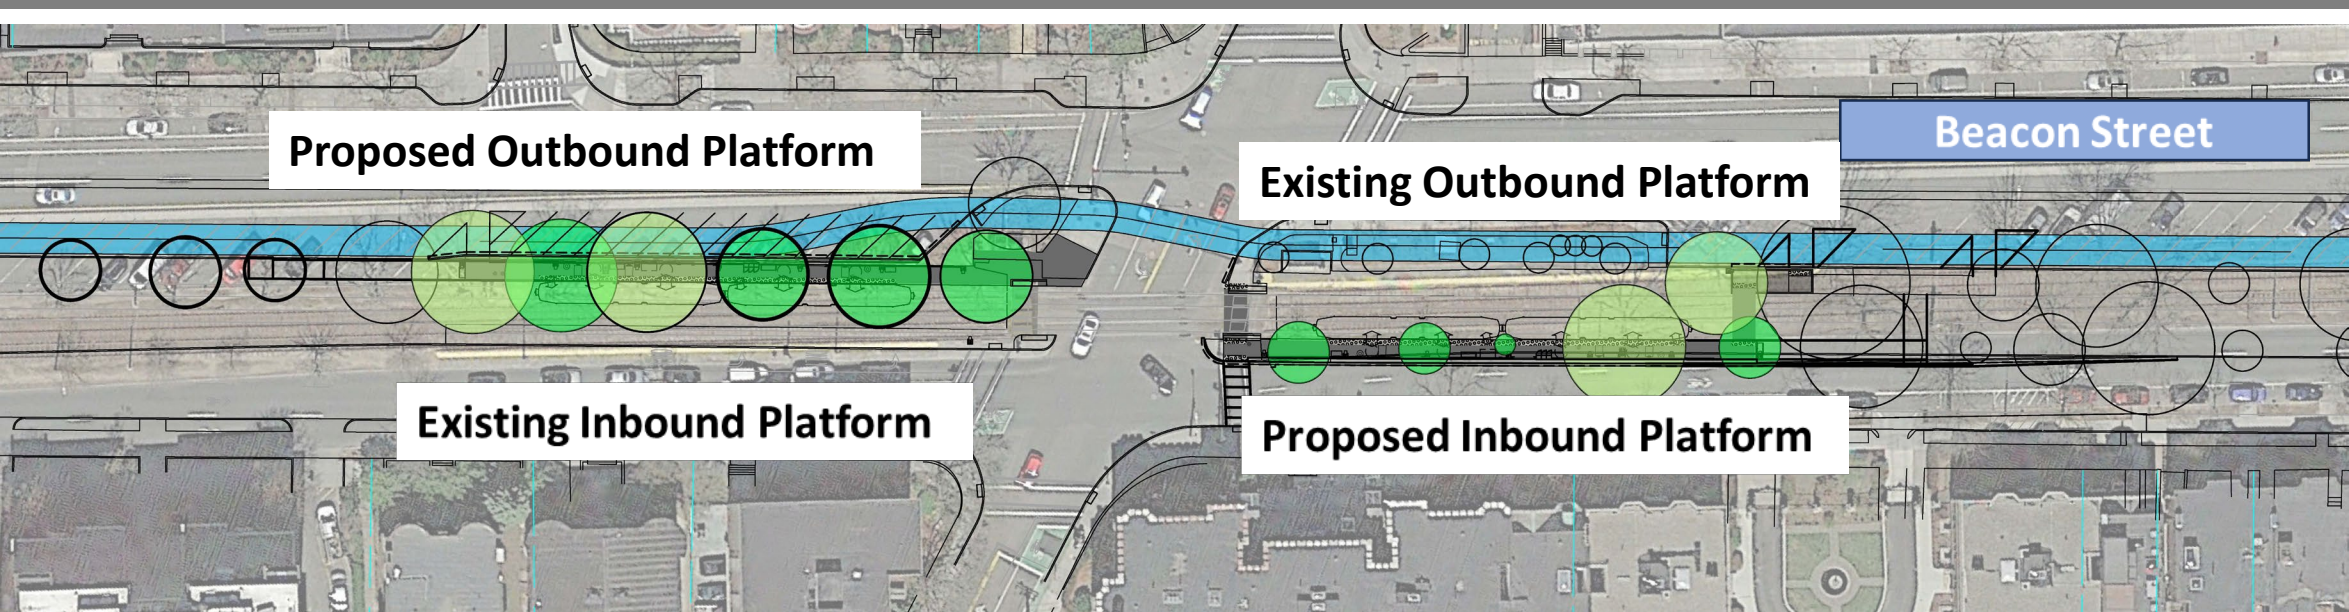 Beacon Street
Proposed Outbound Platform
Existing Outbound Platform
Existing Inbound Platform
Proposed Inbound Platform